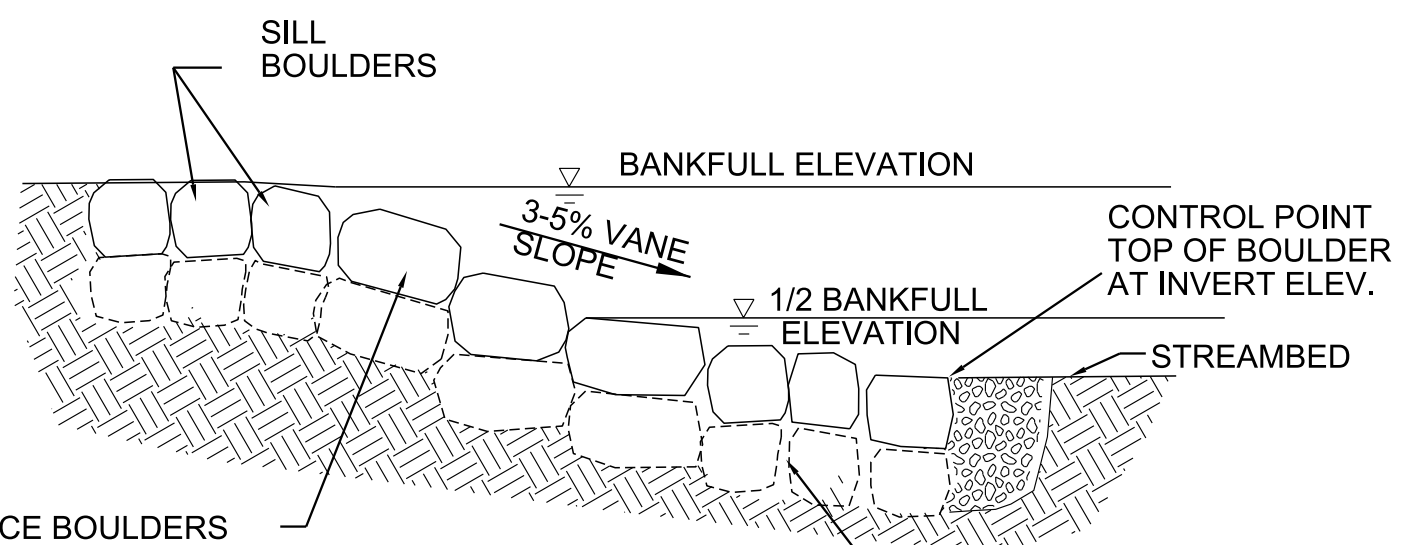 SILL
BOULDERS
BANKFULL ELEVATION
3-5% VANE
SLOPE
CONTROL POINT
TOP OF BOULDER
AT INVERT ELEV.
1/2 BANKFULL
ELEVATION
STREAMBED
CE BOULDERS